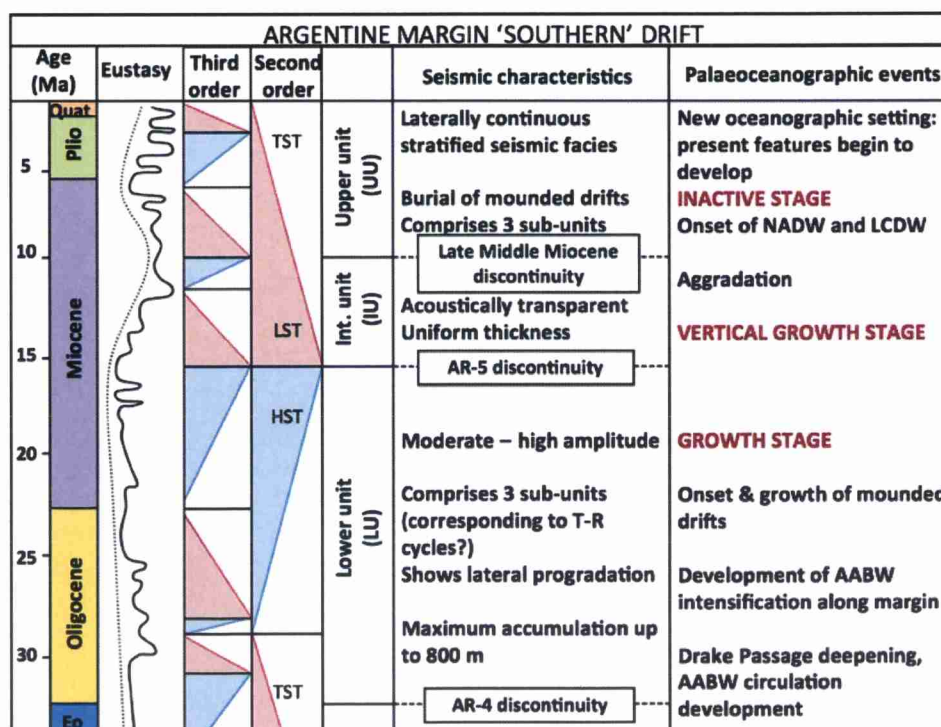 ARGENTINE MARGIN 'SOUTHERN' DRIFT
Age
(Ma)
Eustasy
Third
order
Second
order
Seismic characteristics
Palaeoceanographic events
Quat
Plio
Miocene
Oligocene
Eo
5
10
15
20
25
30
TST
LST
HST
TST
Upper unit
(UU)
Int. unit
(IU)
Lower unit
(LU)
Laterally continuous
stratified seismic facies
Burial of mounded drifts
Comprises 3 sub-units
Late Middle Miocene
discontinuity
Acoustically transparent
Uniform thickness
AR-5 discontinuity
Moderate – high amplitude
Comprises 3 sub-units
(corresponding to T-R
cycles?)
Shows lateral progradation
Maximum accumulation up
to 800 m
AR-4 discontinuity
New oceanographic setting:
present features begin to
develop
INACTIVE STAGE
Onset of NADW and LCDW
Aggradation
VERTICAL GROWTH STAGE
GROWTH STAGE
Onset & growth of mounded
drifts
Development of AABW
intensification along margin
Drake Passage deepening,
AABW circulation
development